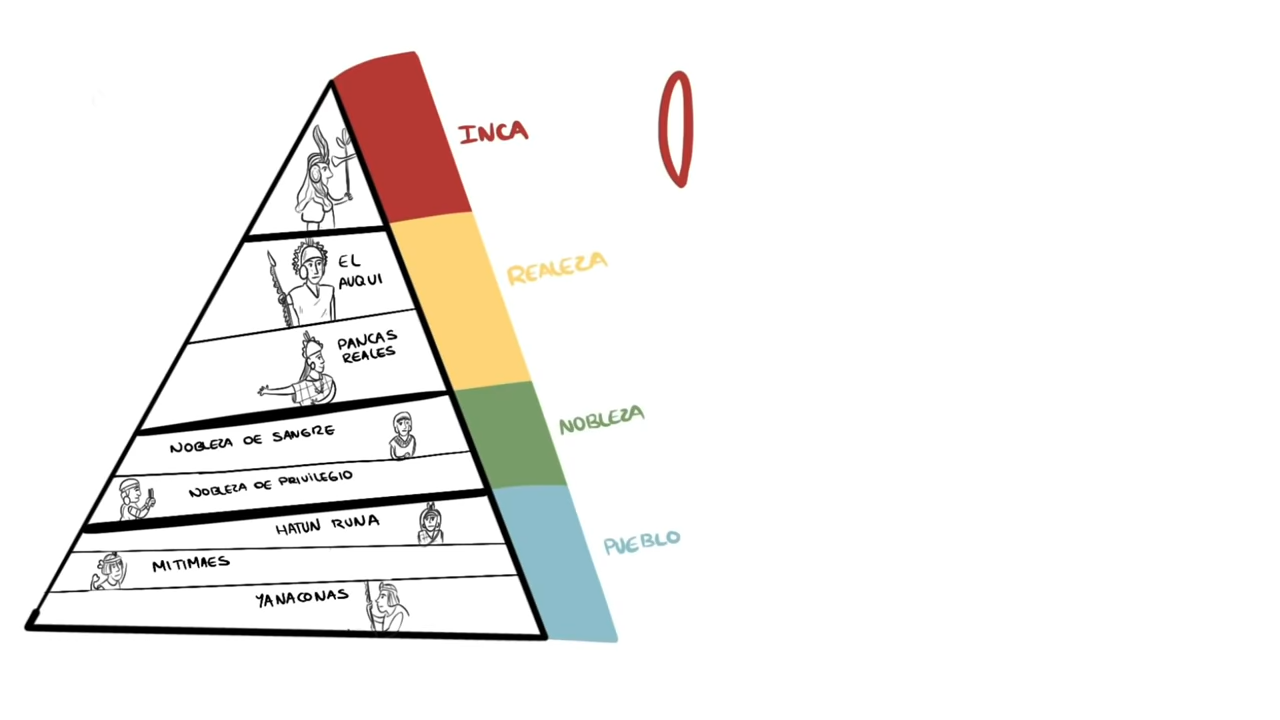 INCA
EL
AUQUI
REALEZA
PANCAS
REALES
NOBLEZA DE SANGRE
NOBLEZA
NOBLEZA DE PRIVILEGIO
HATUN RUNA
PUEBLO
MITIMAES
YANACONAS